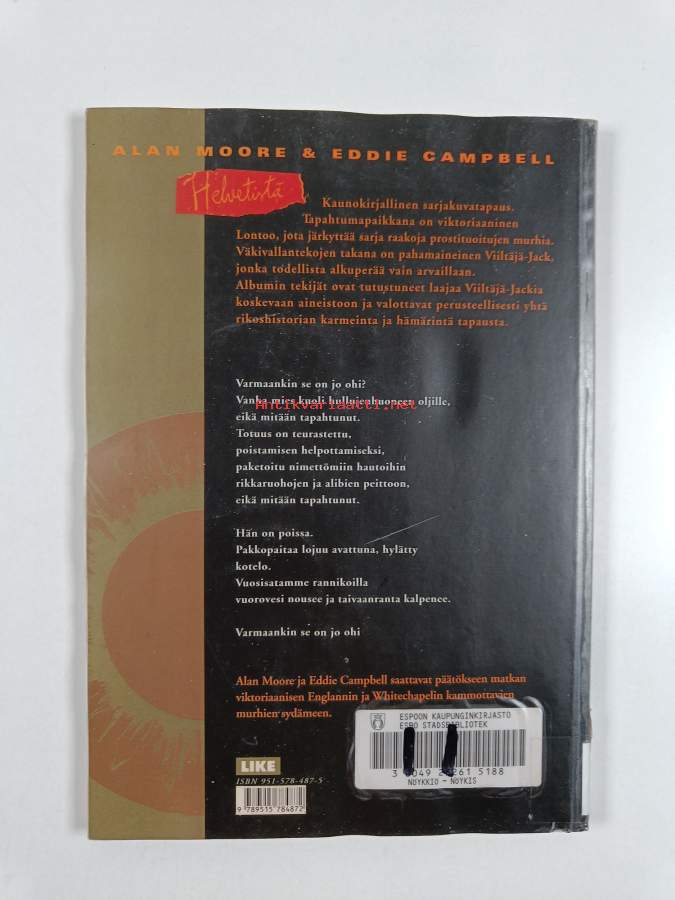 ALAN MOORE & EDDIE CAMPBELL
Helvetistä
Kaunokirjallinen sarjakuvatapaus.
Tapahtumapaikkana on viktoriaaninen
Lontoo, jota järkyttää sarja raakoja prostituoitujen murhia.
Väkivallantekojen takana on pahamaineinen Viiltäjä-Jack,
jonka todellista alkuperää vain arvaillaan.
Albumin tekijät ovat tutustuneet laajaa Viiltäjä-Jackia
koskevaan aineistoon ja valottavat perusteellisesti yhtä
rikoshistorian karmeinta ja hämärintä tapausta.
Varmaankin se on jo ohi?
Vanha mies kuoli hullujenhuoneen oljille,
Antikvariaatti.net
eikä mitään tapahtunut.
Totuus on teurastettu,
poistamisen helpottamiseksi,
paketoitu nimettömiin hautoihin
rikkaruohojen ja alibien peittoon,
eikä mitään tapahtunut.
Hän on poissa.
Pakkopaitaa lojuu avattuna, hylätty
kotelo.
Vuosisatamme rannikoilla
vuorovesi nousee ja taivaanranta kalpenee.
Varmaankin se on jo ohi
Alan Moore ja Eddie Campbell saattavat päätökseen matkan
viktoriaanisen Englannin ja Whitechapelin kammottavien
murhien sydämeen.
ESPOON KAUPUNGINKIRJASTO
ESBO STADSBIBLIOTEK
NÖYKKIÖ - NÖYKIS
LIKE
ISBN 951-578-487-5
9 789515 784872